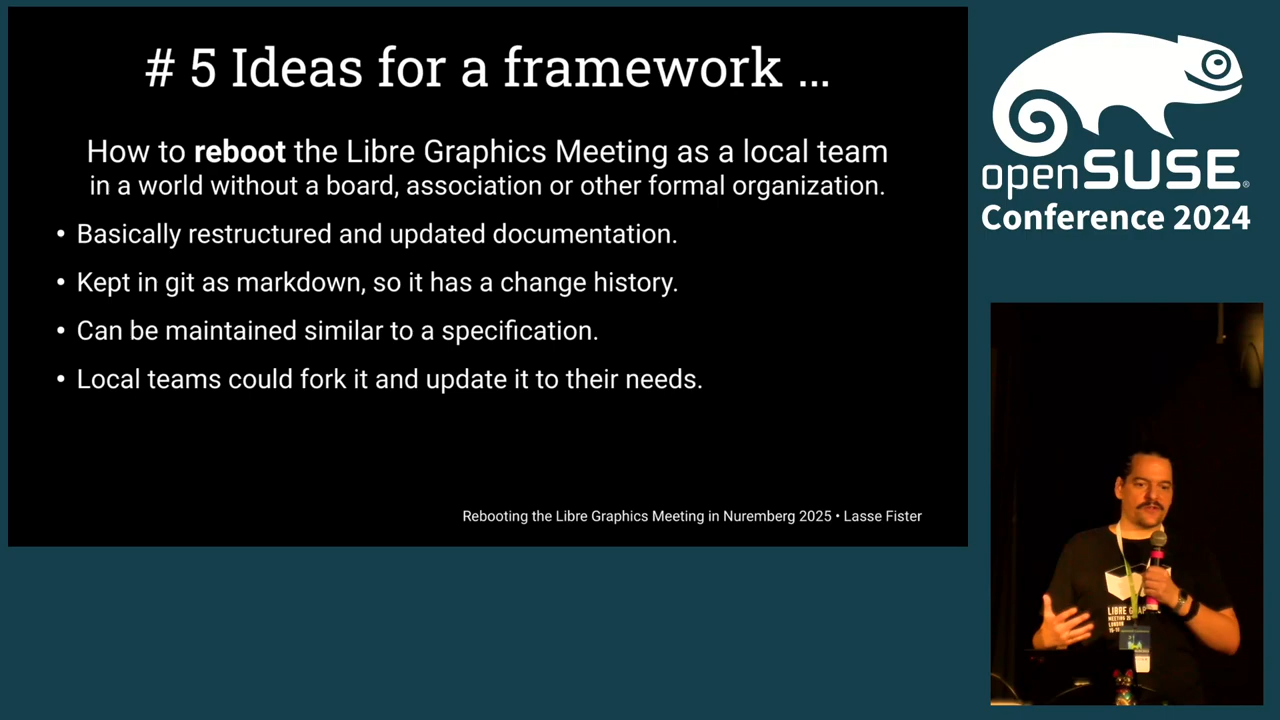 # 5 Ideas for a framework ...
How to reboot the Libre Graphics Meeting as a local team
in a world without a board, association or other formal organization.
• Basically restructured and updated documentation.
• Kept in git as markdown, so it has a change history.
• Can be maintained similar to a specification.
• Local teams could fork it and update it to their needs.
Rebooting the Libre Graphics Meeting in Nuremberg 2025 • Lasse Fister
openSUSE®
Conference 2024
LIBRE
MEETING
LONDON